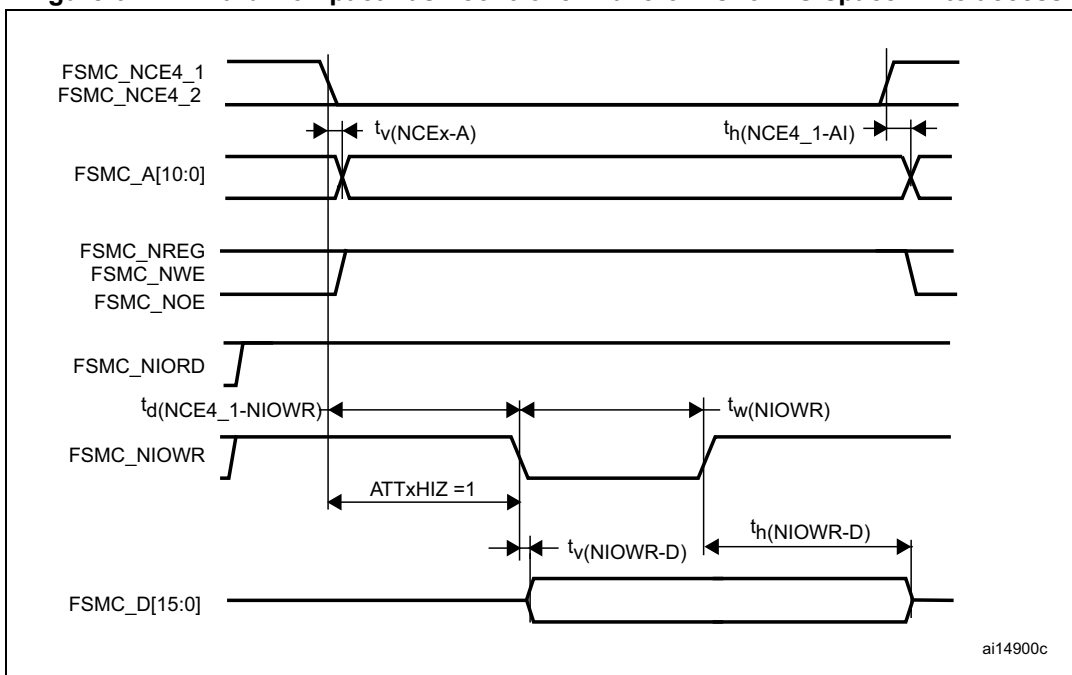 FSMC_NCE4_1
FSMC_NCE4_2
tv(NCEx-A)
th(NCE4_1-AI)
FSMC_A[10:0]
FSMC_NREG
FSMC_NWE
FSMC_NOE
FSMC_NIORD
td(NCE4_1-NIOWR)
tw(NIOWR)
FSMC_NIOWR
ATTxHIZ =1
tv(NIOWR-D)
th(NIOWR-D)
FSMC_D[15:0]
ai14900c